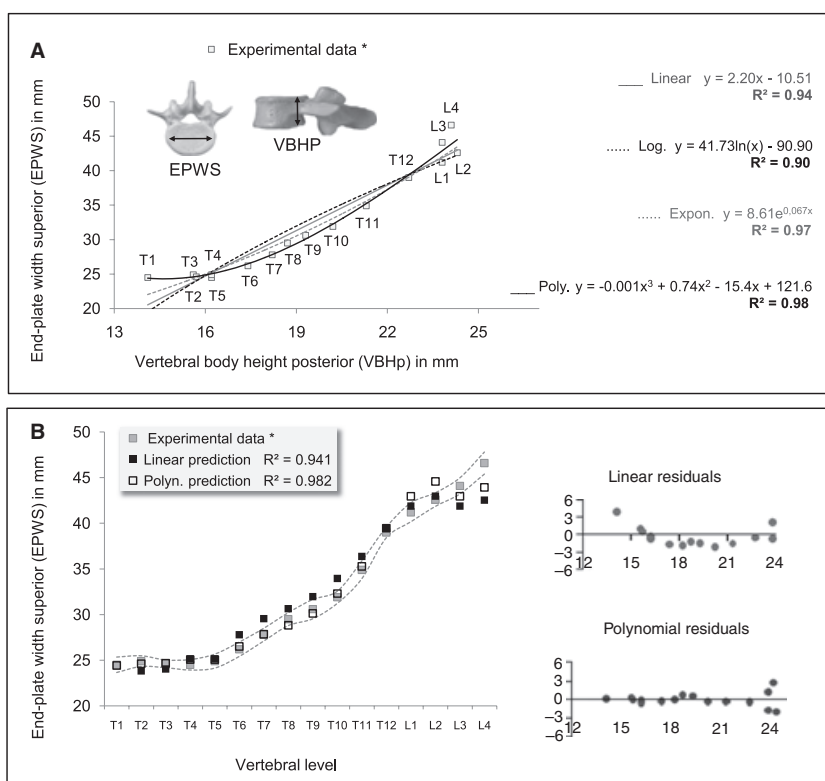 A
Experimental data *
End-plate width superior (EPWS) in mm
50
45
40
35
30
25
20
EPWS
VBHP
T1
T3
T4
T2
T5
T6
T7
T8
T9
T10
T11
T12
L3
L4
L1
L2
13
16
19
22
25
Vertebral body height posterior (VBHp) in mm
___ Linear y = 2.20x - 10.51
R² = 0.94
...... Log. y = 41.73ln(x) - 90.90
R² = 0.90
...... Expon. y = 8.61e^0,067x
R² = 0.97
___ Poly. y = -0.001x³ + 0.74x² - 15.4x + 121.6
R² = 0.98
B
End-plate width superior (EPWS) in mm
50
45
40
35
30
25
20
Experimental data *
Linear prediction R² = 0.941
Polyn. prediction R² = 0.982
T1 T2 T3 T4 T5 T6 T7 T8 T9 T10 T11 T12 L1 L2 L3 L4
Vertebral level
Linear residuals
6
3
0
−3
−6
12 15 18 21 24
Polynomial residuals
6
3
0
−3
−6
12 15 18 21 24